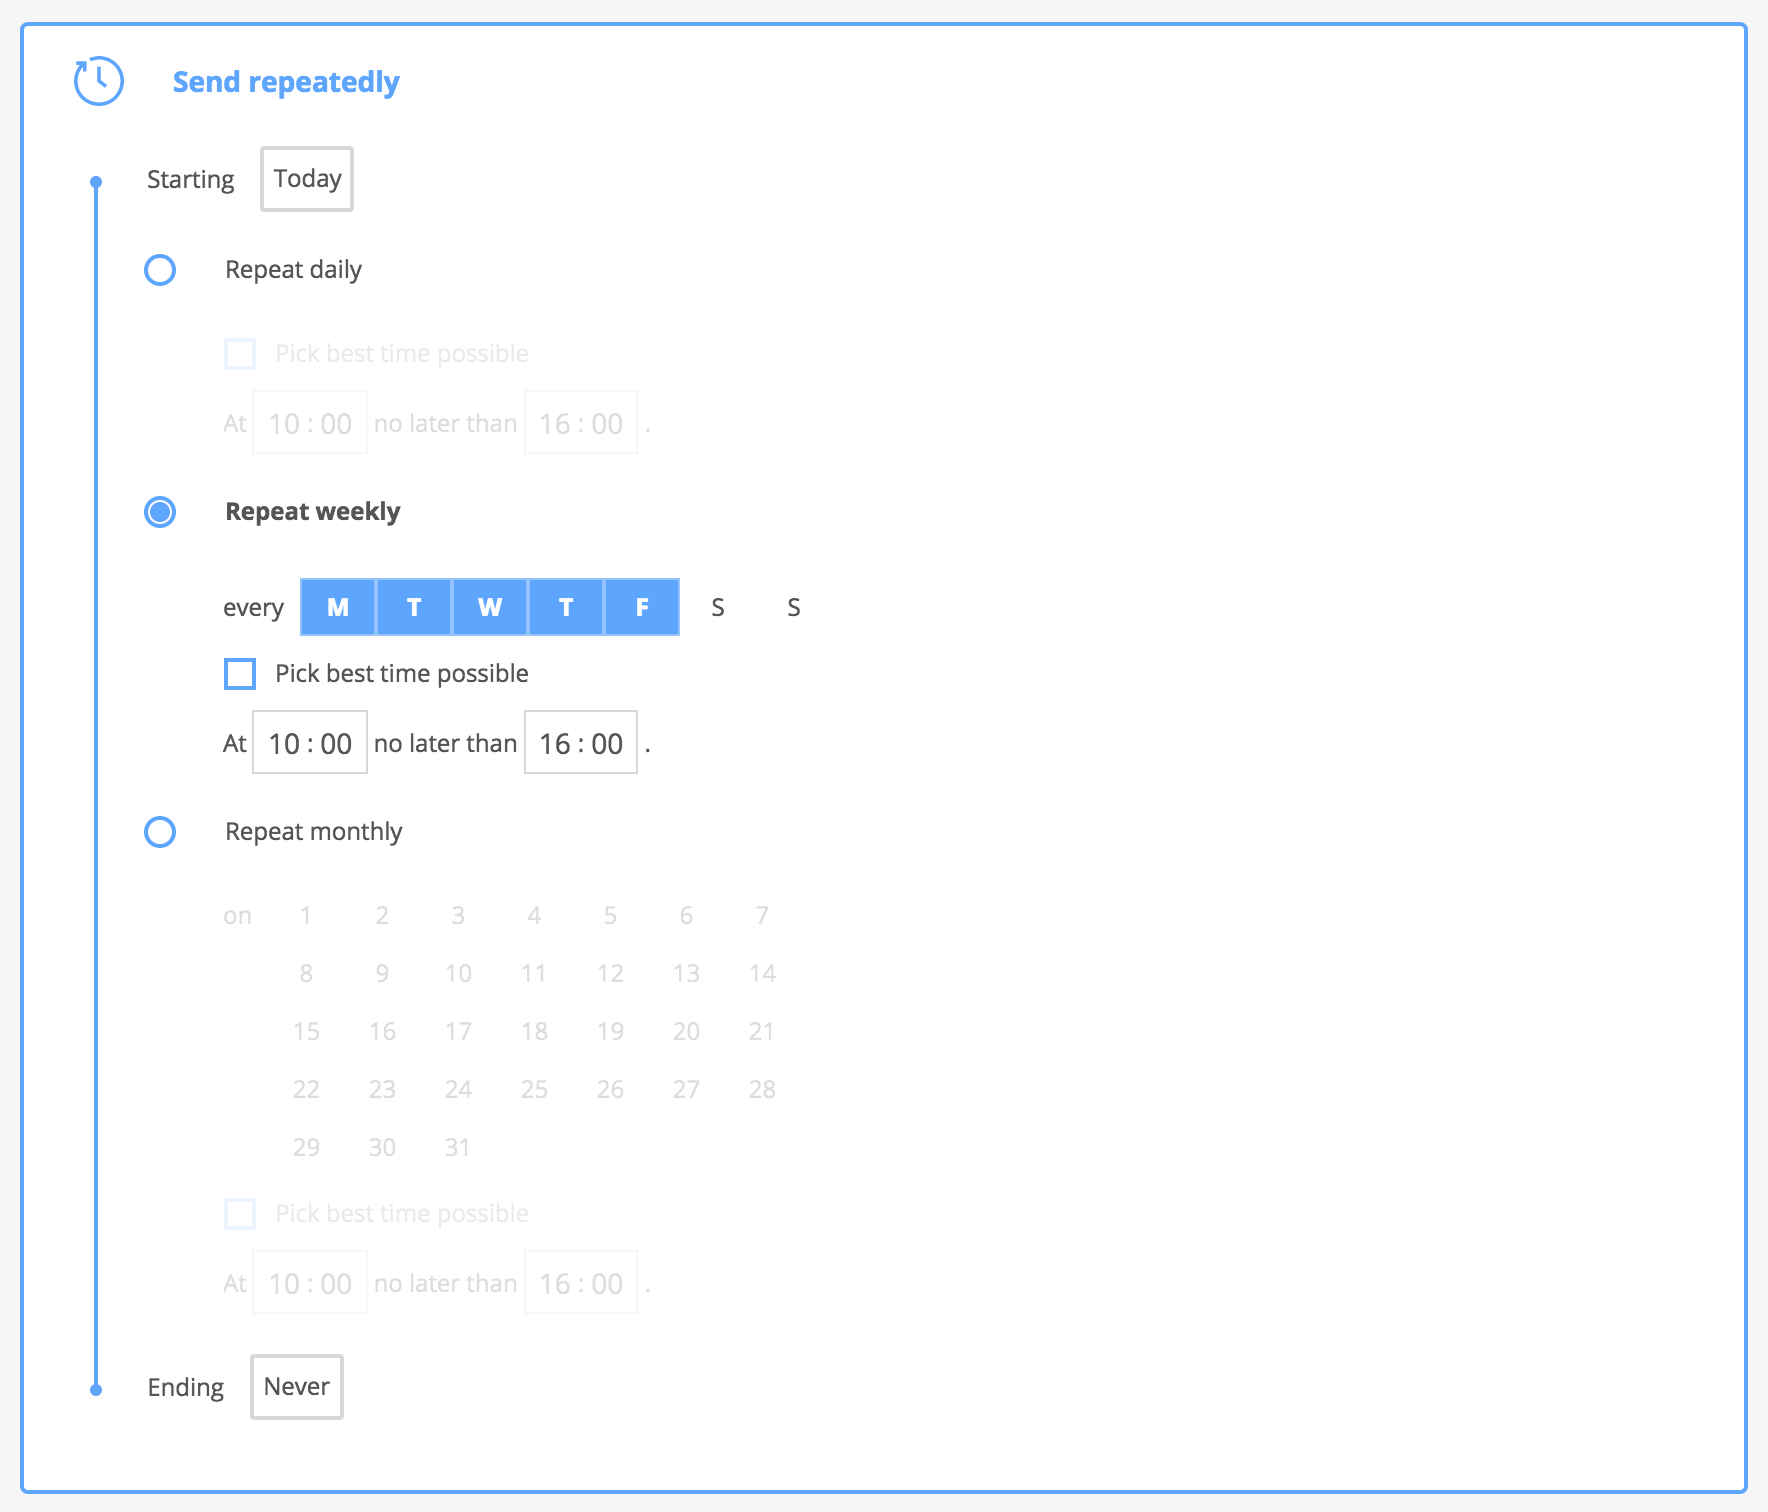 Send repeatedly
Starting Today
Repeat daily
Pick best time possible
At 10 : 00 no later than 16 : 00 .
Repeat weekly
every M T W T F S S
Pick best time possible
At 10 : 00 no later than 16 : 00 .
Repeat monthly
on 1 2 3 4 5 6 7
8 9 10 11 12 13 14
15 16 17 18 19 20 21
22 23 24 25 26 27 28
29 30 31
Pick best time possible
At 10 : 00 no later than 16 : 00 .
Ending Never